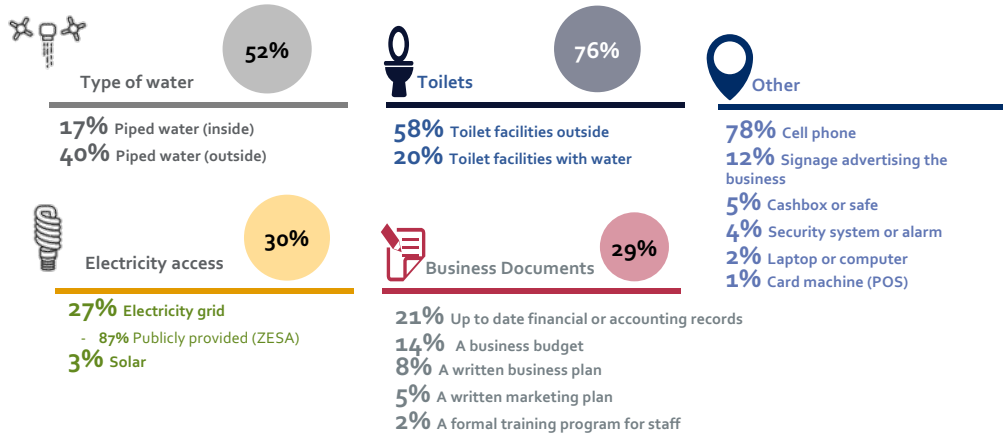 52%
Type of water
17% Piped water (inside)
40% Piped water (outside)
76%
Toilets
58% Toilet facilities outside
20% Toilet facilities with water
Other
78% Cell phone
12% Signage advertising the
business
5% Cashbox or safe
4% Security system or alarm
2% Laptop or computer
1% Card machine (POS)
30%
Electricity access
27% Electricity grid
- 87% Publicly provided (ZESA)
3% Solar
29%
Business Documents
21% Up to date financial or accounting records
14% A business budget
8% A written business plan
5% A written marketing plan
2% A formal training program for staff